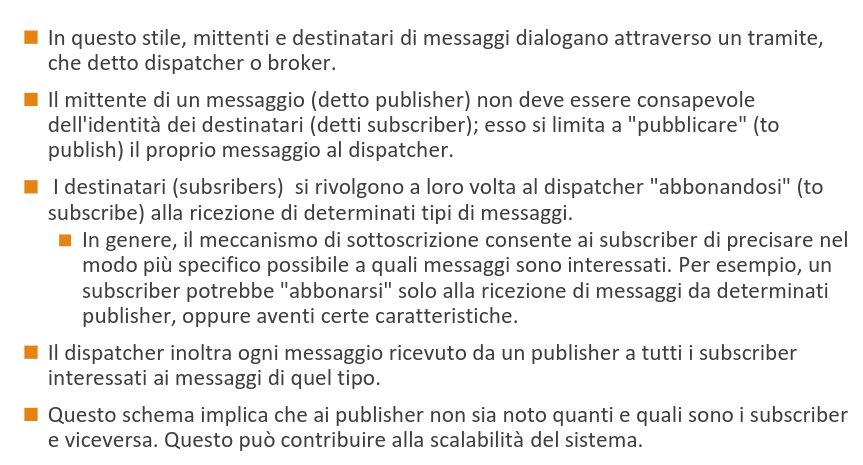 In questo stile, mittenti e destinatari di messaggi dialogano attraverso un tramite,
che detto dispatcher o broker.
Il mittente di un messaggio (detto publisher) non deve essere consapevole
dell'identità dei destinatari (detti subscriber); esso si limita a "pubblicare" (to
publish) il proprio messaggio al dispatcher.
I destinatari (subsribers) si rivolgono a loro volta al dispatcher "abbonandosi" (to
subscribe) alla ricezione di determinati tipi di messaggi.
In genere, il meccanismo di sottoscrizione consente ai subscriber di precisare nel
modo più specifico possibile a quali messaggi sono interessati. Per esempio, un
subscriber potrebbe "abbonarsi" solo alla ricezione di messaggi da determinati
publisher, oppure aventi certe caratteristiche.
Il dispatcher inoltra ogni messaggio ricevuto da un publisher a tutti i subscriber
interessati ai messaggi di quel tipo.
Questo schema implica che ai publisher non sia noto quanti e quali sono i subscriber
e viceversa. Questo può contribuire alla scalabilità del sistema.